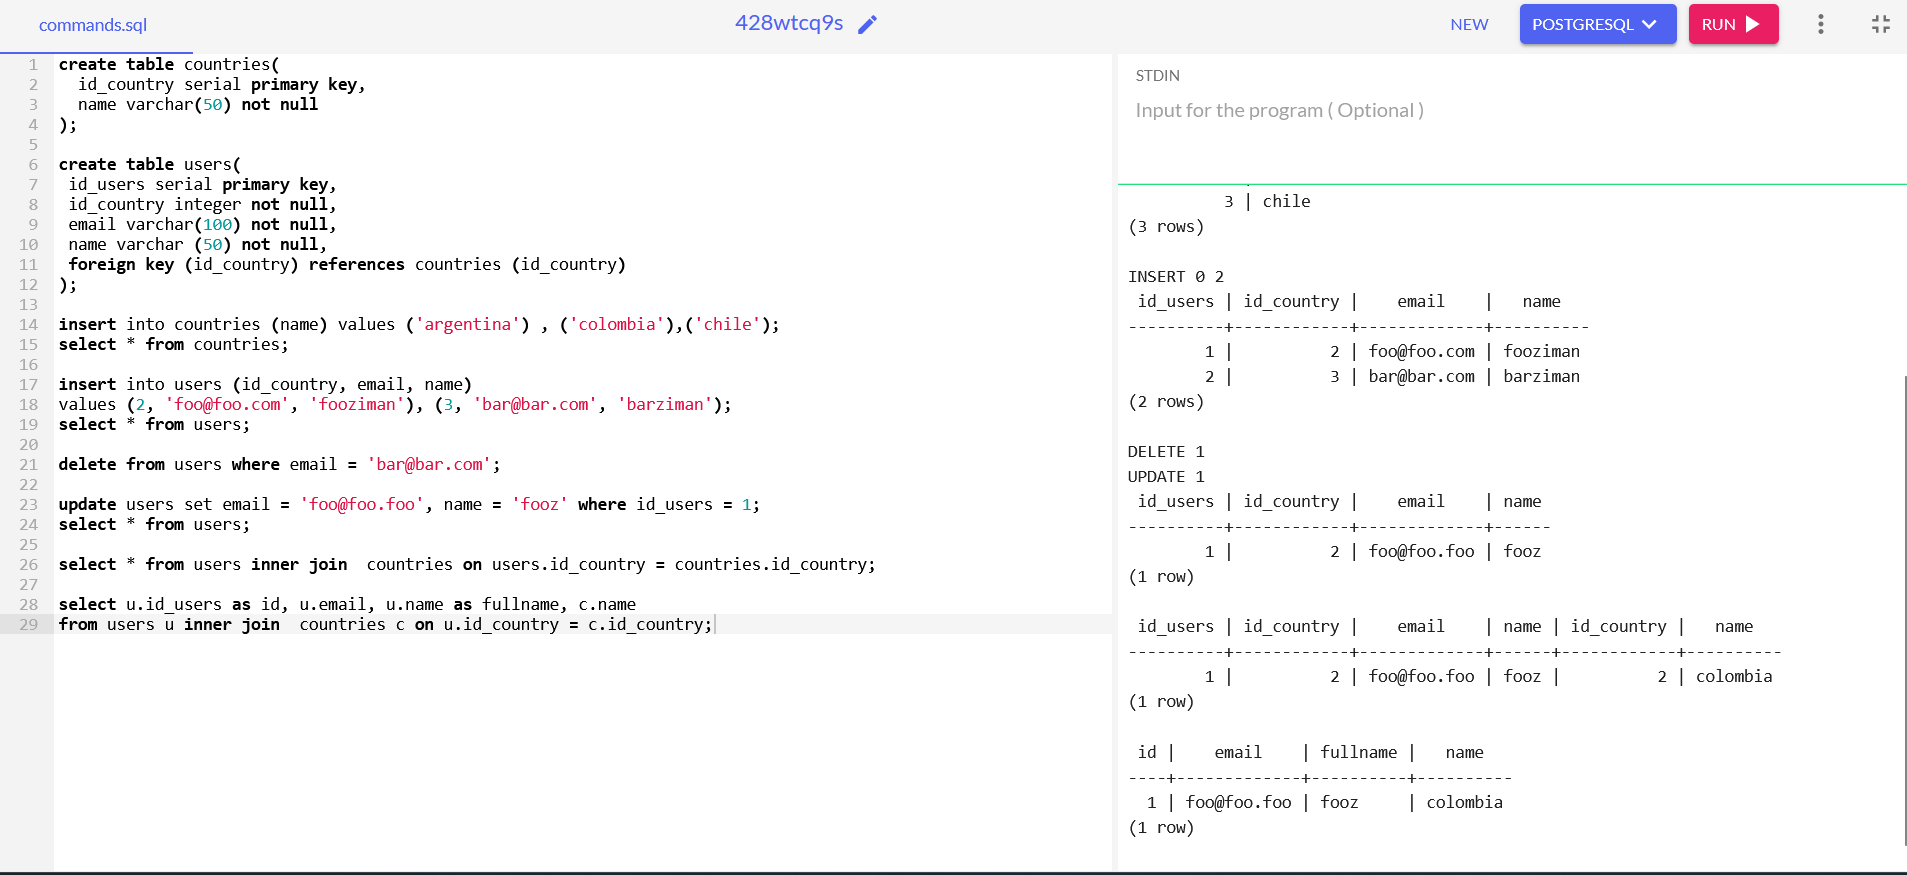 commands.sql
428wtcq9s
NEW
POSTGRESQL
RUN
1 create table countries(
2   id_country serial primary key,
3   name varchar(50) not null
4 );
5
6 create table users(
7  id_users serial primary key,
8  id_country integer not null,
9  email varchar(100) not null,
10  name varchar (50) not null,
11  foreign key (id_country) references countries (id_country)
12 );
13
14 insert into countries (name) values ('argentina') , ('colombia'),('chile');
15 select * from countries;
16
17 insert into users (id_country, email, name)
18 values (2, 'foo@foo.com', 'fooziman'), (3, 'bar@bar.com', 'barziman');
19 select * from users;
20
21 delete from users where email = 'bar@bar.com';
22
23 update users set email = 'foo@foo.foo', name = 'fooz' where id_users = 1;
24 select * from users;
25
26 select * from users inner join  countries on users.id_country = countries.id_country;
27
28 select u.id_users as id, u.email, u.name as fullname, c.name
29 from users u inner join  countries c on u.id_country = c.id_country;
STDIN
Input for the program ( Optional )
          3 | chile
(3 rows)

INSERT 0 2
 id_users | id_country |    email    |   name
----------+------------+-------------+----------
        1 |          2 | foo@foo.com | fooziman
        2 |          3 | bar@bar.com | barziman
(2 rows)

DELETE 1
UPDATE 1
 id_users | id_country |    email    | name
----------+------------+-------------+------
        1 |          2 | foo@foo.foo | fooz
(1 row)

 id_users | id_country |    email    | name | id_country |   name
----------+------------+-------------+------+------------+----------
        1 |          2 | foo@foo.foo | fooz |          2 | colombia
(1 row)

 id |    email    | fullname |   name
----+-------------+----------+----------
  1 | foo@foo.foo | fooz     | colombia
(1 row)